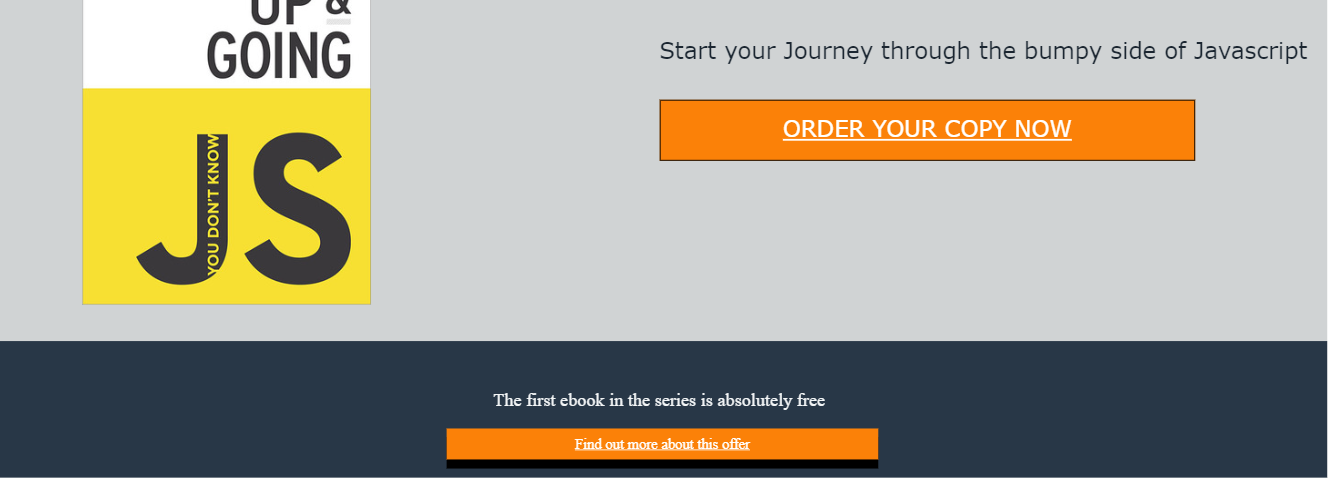 UP &
GOING
YOU DON'T KNOW
JS
Start your Journey through the bumpy side of Javascript
ORDER YOUR COPY NOW
The first ebook in the series is absolutely free
Find out more about this offer